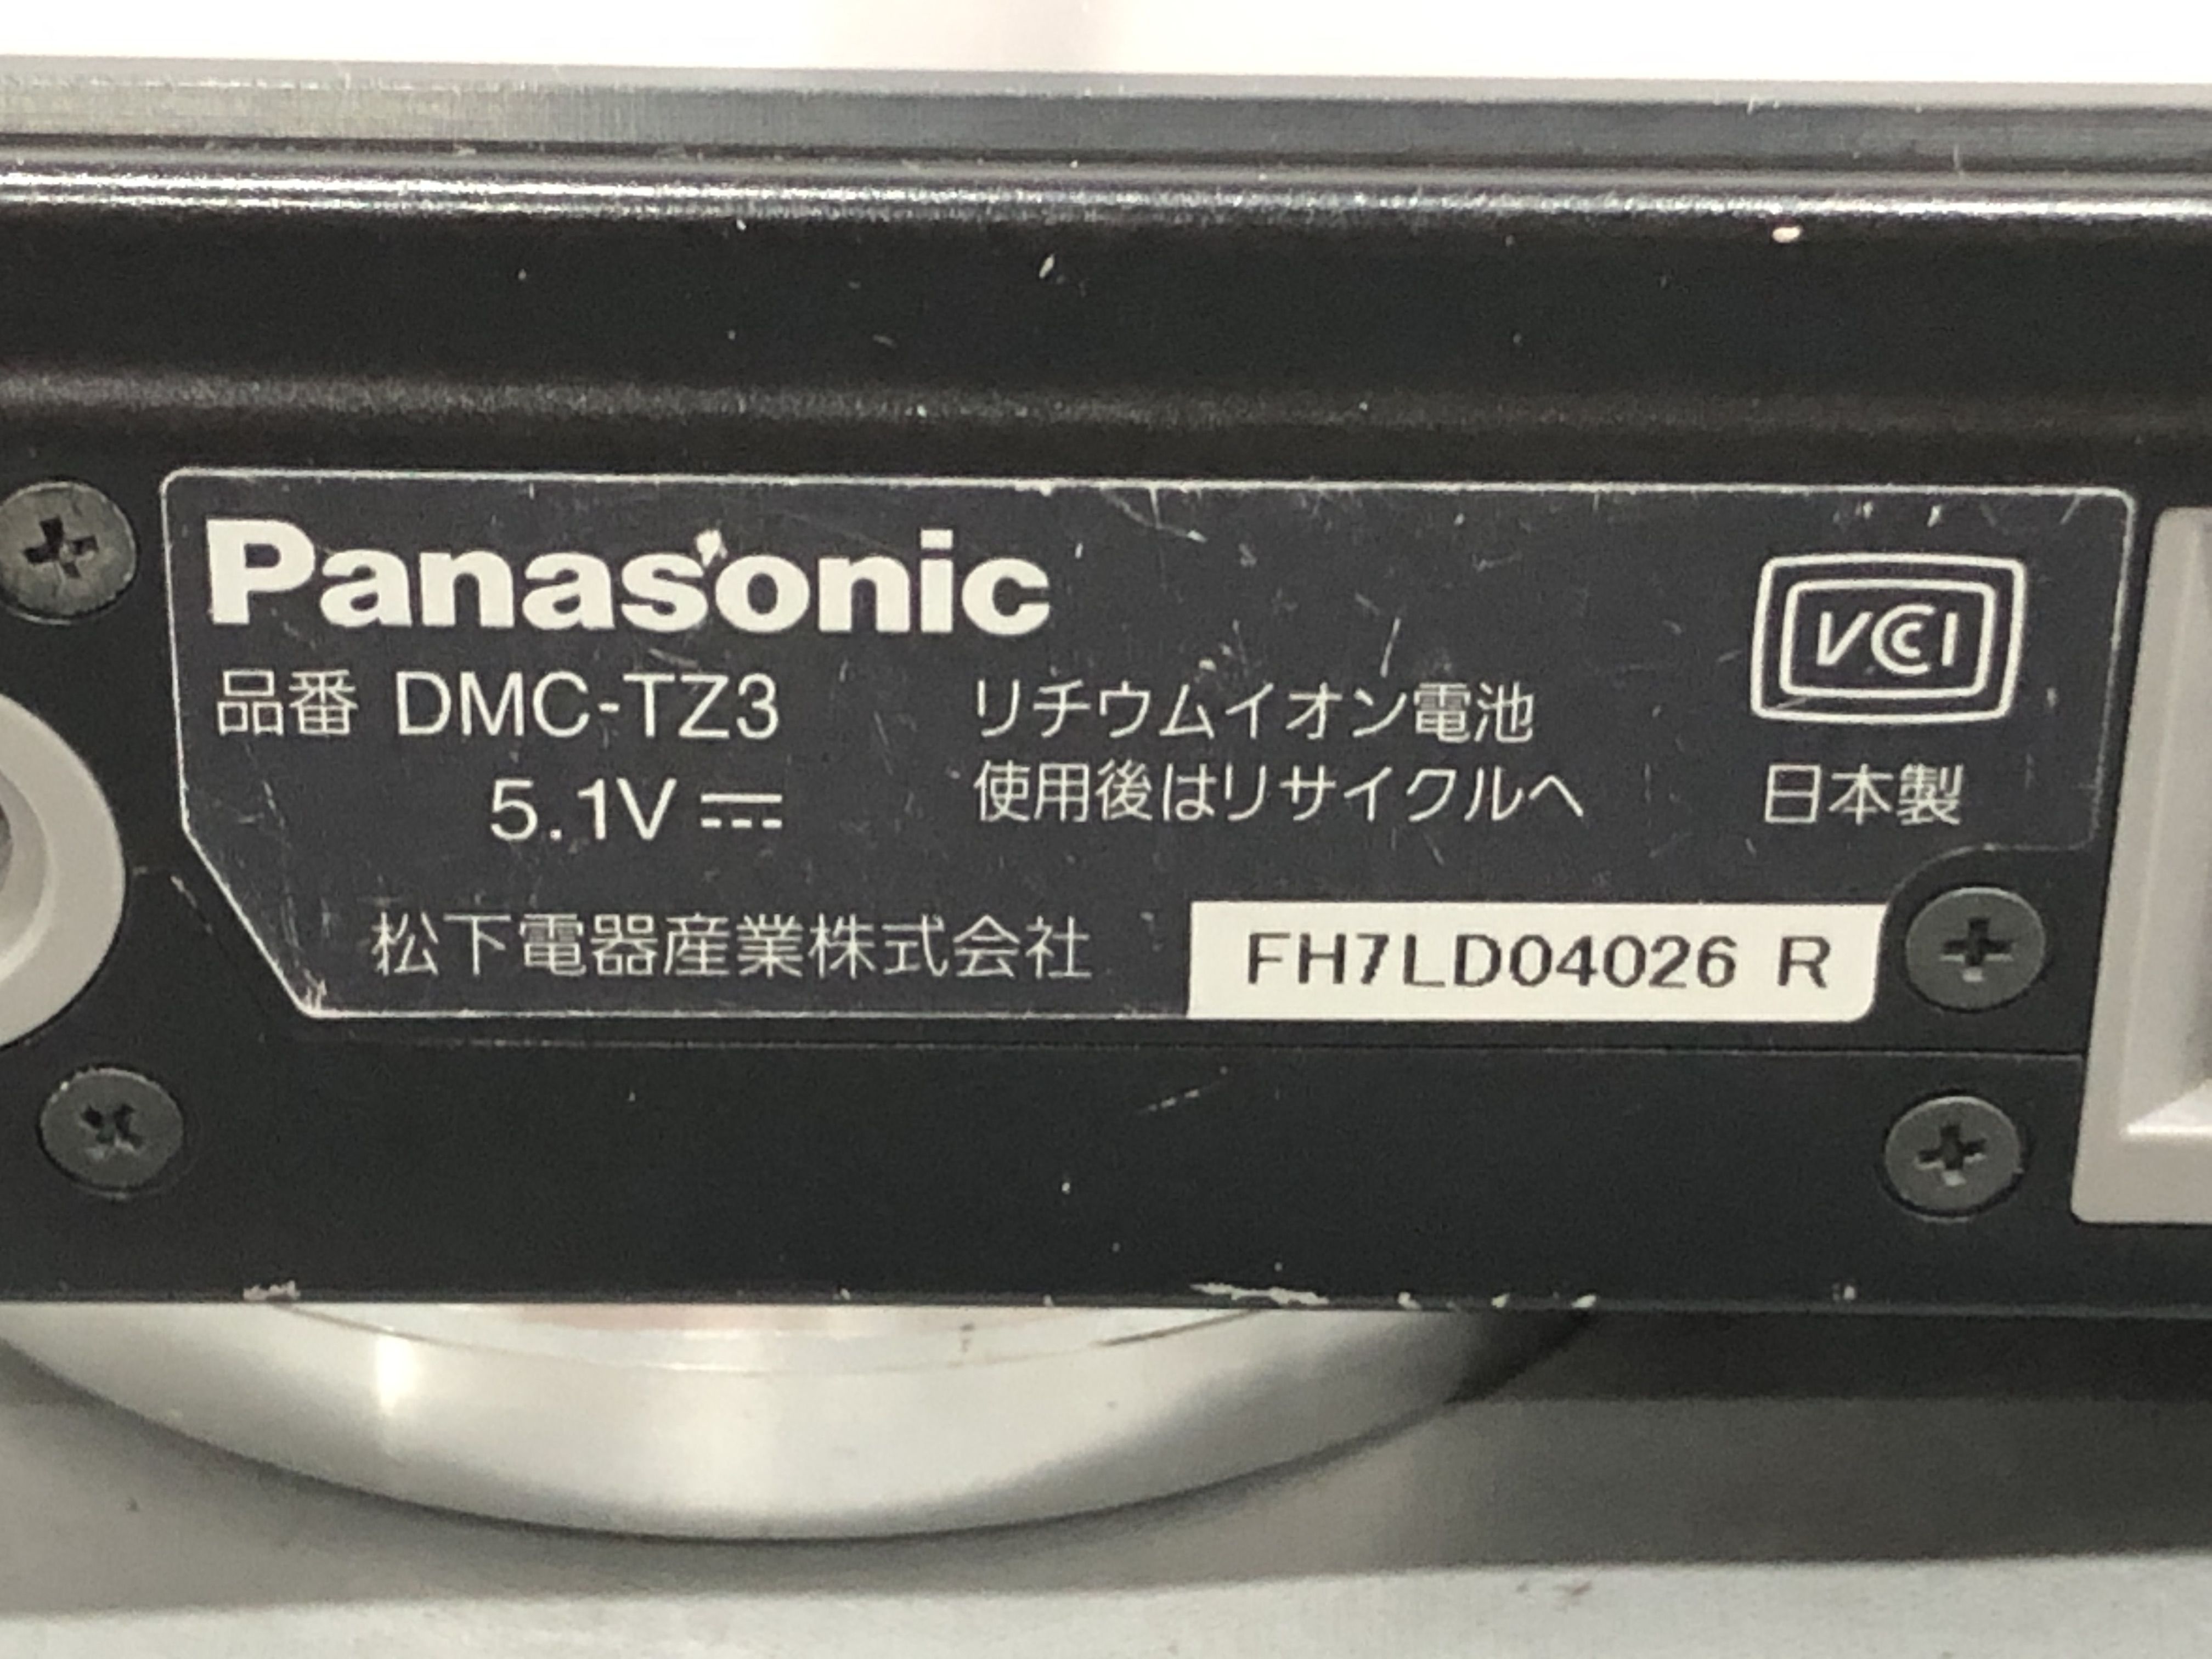 Panasonic
VCCI
品番 DMC-TZ3
リチウムイオン電池
5.1V ⎓
使用後はリサイクルへ
日本製
松下電器産業株式会社
FH7LD04026 R